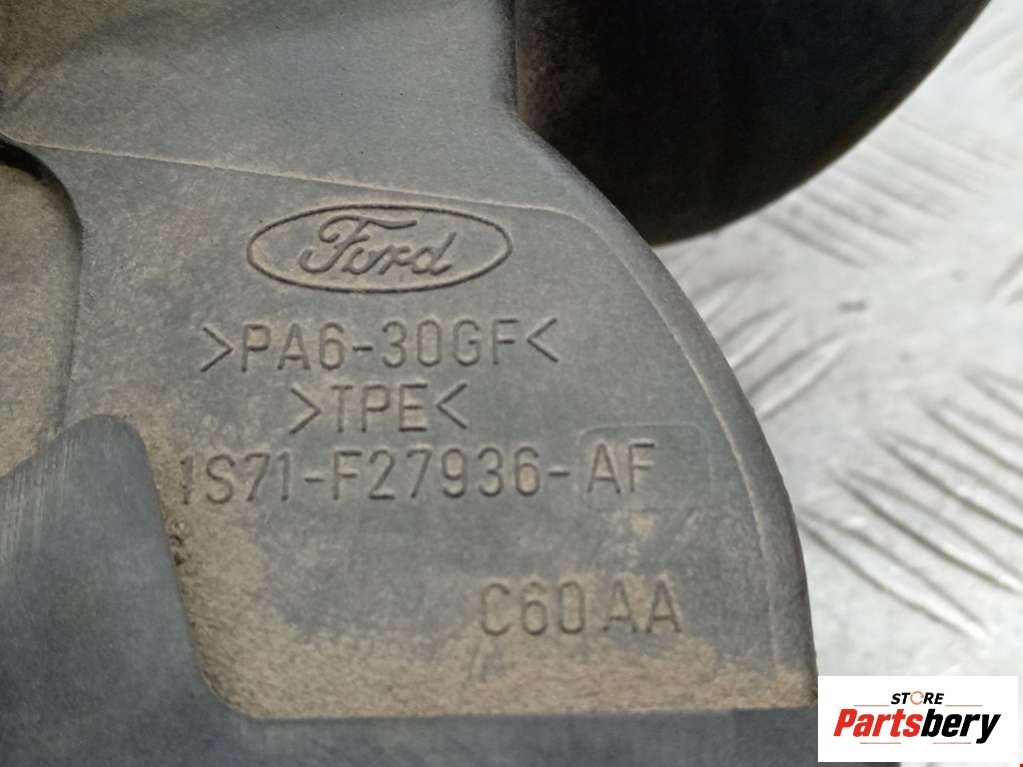 Ford
>PA6-30GF<
>TPE<
1S71-F27936-AF
C60AA
STORE
Partsbery